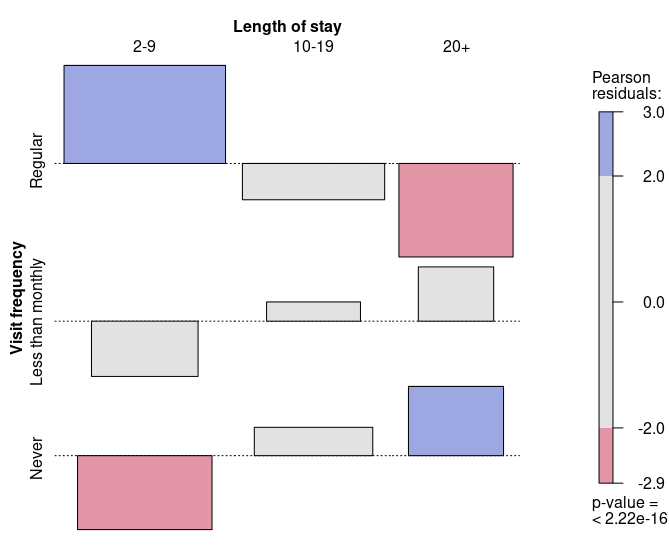 Length of stay
2-9 10-19 20+
Visit frequency
Regular
Less than monthly
Never
Pearson
residuals:
3.0
2.0
0.0
-2.0
-2.9
p-value =
< 2.22e-16